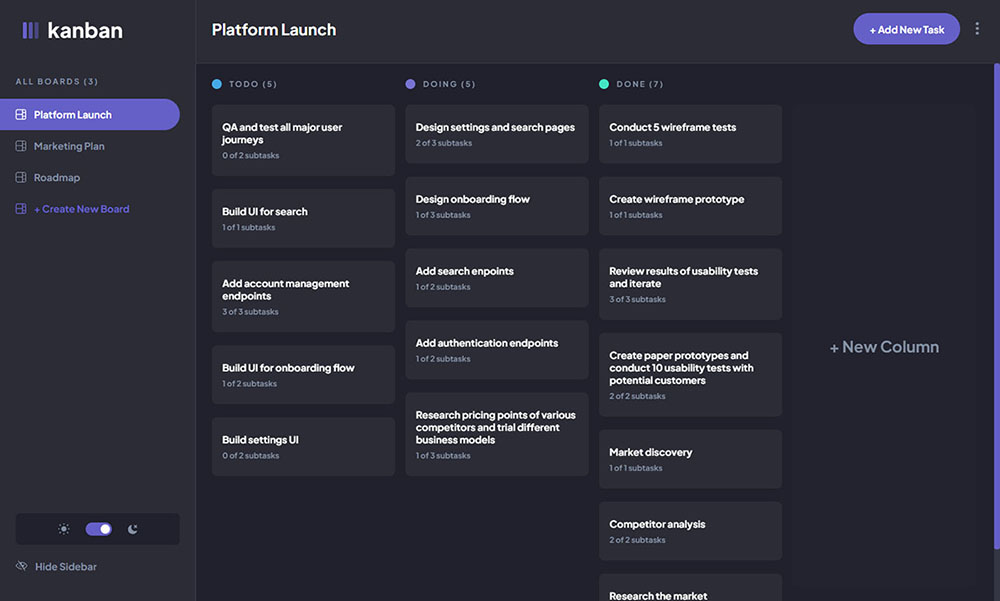 kanban
ALL BOARDS (3)
Platform Launch
Marketing Plan
Roadmap
+ Create New Board
Hide Sidebar
Platform Launch
+ Add New Task
TODO (5)
QA and test all major user
journeys
0 of 2 subtasks
Build UI for search
1 of 1 subtasks
Add account management
endpoints
3 of 3 subtasks
Build UI for onboarding flow
1 of 2 subtasks
Build settings UI
0 of 2 subtasks
DOING (5)
Design settings and search pages
2 of 3 subtasks
Design onboarding flow
1 of 3 subtasks
Add search enpoints
1 of 2 subtasks
Add authentication endpoints
1 of 2 subtasks
Research pricing points of various
competitors and trial different
business models
1 of 3 subtasks
DONE (7)
Conduct 5 wireframe tests
1 of 1 subtasks
Create wireframe prototype
1 of 1 subtasks
Review results of usability tests
and iterate
3 of 3 subtasks
Create paper prototypes and
conduct 10 usability tests with
potential customers
2 of 2 subtasks
Market discovery
1 of 1 subtasks
Competitor analysis
2 of 2 subtasks
Research the market
+ New Column